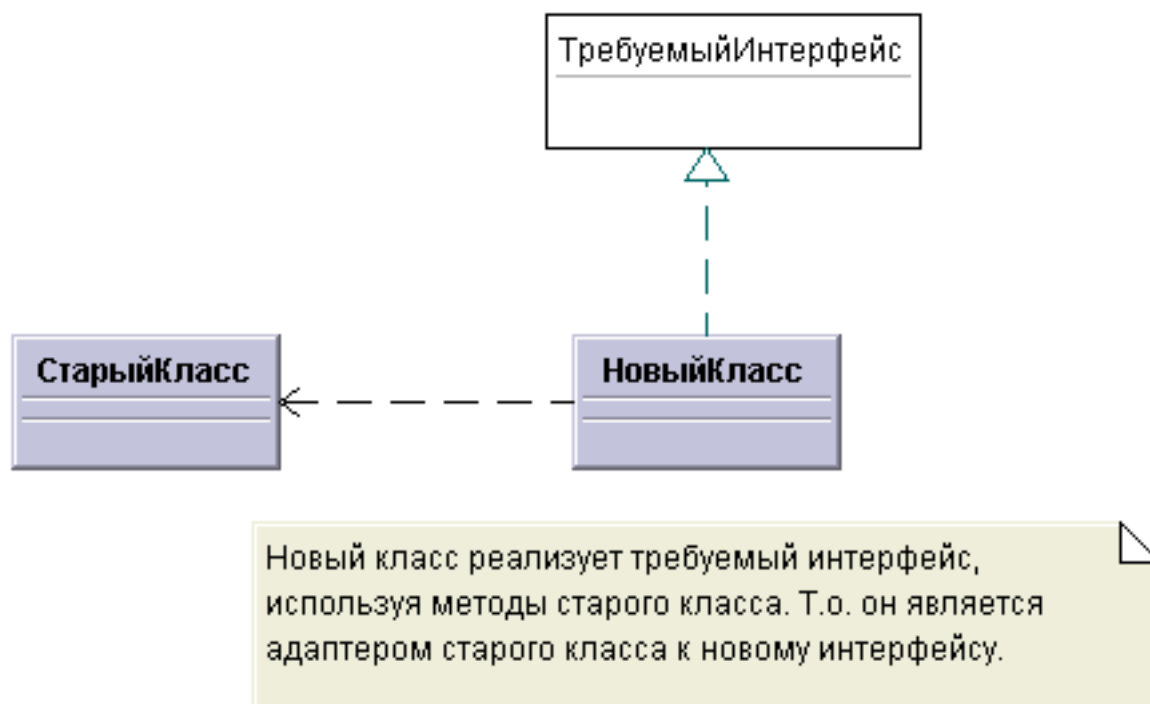 ТребуемыйИнтерфейс
СтарыйКласс
НовыйКласс
Новый класс реализует требуемый интерфейс,
используя методы старого класса. Т.о. он является
адаптером старого класса к новому интерфейсу.